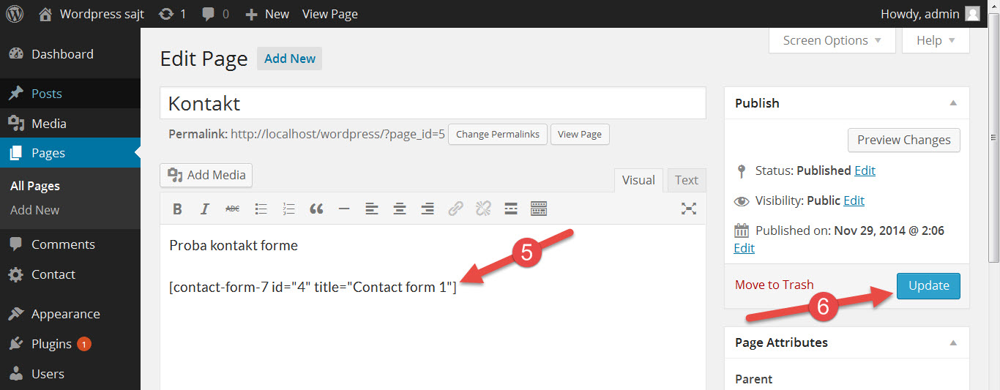 Wordpress sajt 1 0 New View Page Howdy, admin
Screen Options Help
Dashboard
Posts
Media
Pages
All Pages
Add New
Comments
Contact
Appearance
Plugins 1
Users
Edit Page Add New
Kontakt
Permalink: http://localhost/wordpress/?page_id=5 Change Permalinks View Page
Add Media
Visual Text
B I ABC
Proba kontakt forme
[contact-form-7 id="4" title="Contact form 1"]
5
Publish
Preview Changes
Status: Published Edit
Visibility: Public Edit
Published on: Nov 29, 2014 @ 2:06
Edit
Move to Trash Update
6
Page Attributes
Parent